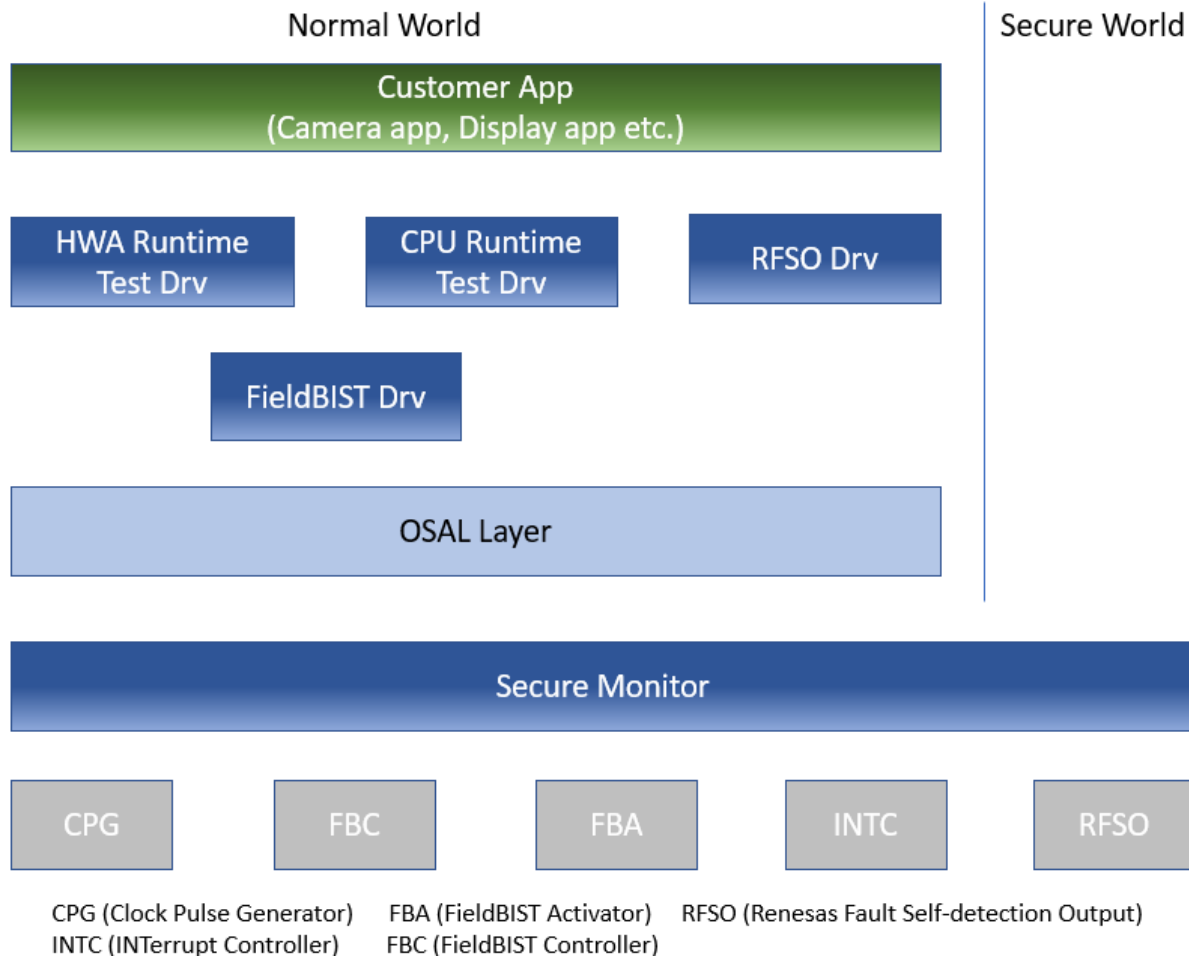 Normal World
Secure World
Customer App
(Camera app, Display app etc.)
HWA Runtime
Test Drv
CPU Runtime
Test Drv
RFSO Drv
FieldBIST Drv
OSAL Layer
Secure Monitor
CPG
FBC
FBA
INTC
RFSO
CPG (Clock Pulse Generator)
FBA (FieldBIST Activator)
RFSO (Renesas Fault Self-detection Output)
INTC (INTerrupt Controller)
FBC (FieldBIST Controller)